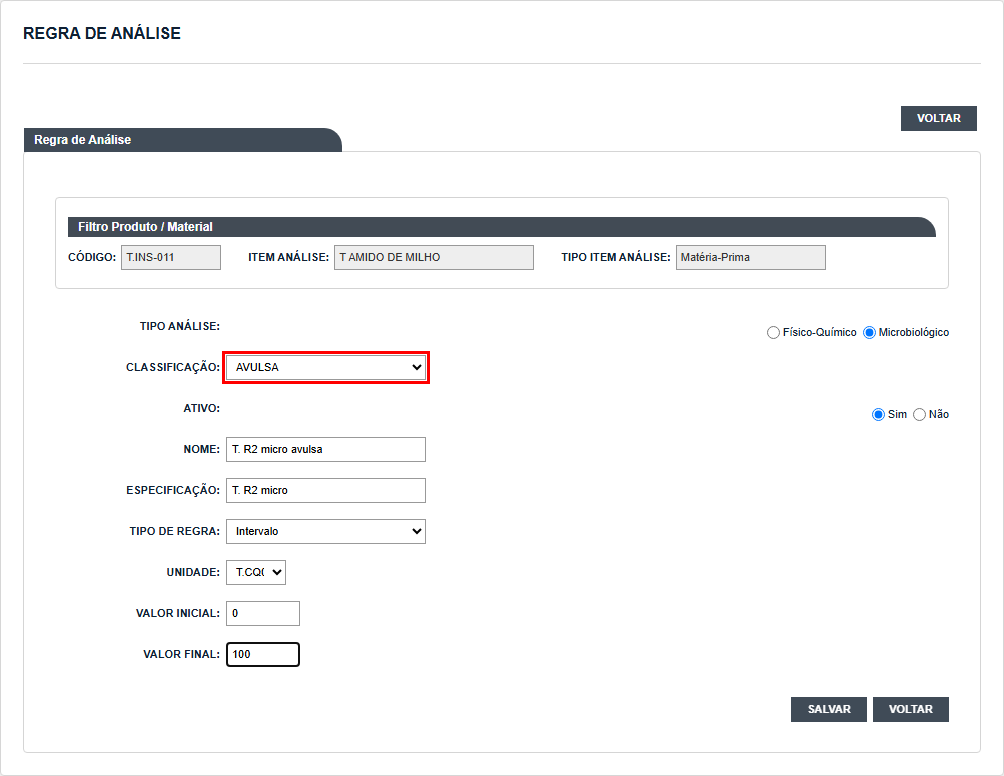 REGRA DE ANÁLISE
VOLTAR
Regra de Análise
Filtro Produto / Material
CÓDIGO: T.INS-011 ITEM ANÁLISE: T AMIDO DE MILHO TIPO ITEM ANÁLISE: Matéria-Prima
TIPO ANÁLISE: Físico-Químico Microbiológico
CLASSIFICAÇÃO: AVULSA
ATIVO: Sim Não
NOME: T. R2 micro avulsa
ESPECIFICAÇÃO: T. R2 micro
TIPO DE REGRA: Intervalo
UNIDADE:
VALOR INICIAL: 0
VALOR FINAL: 100
SALVAR VOLTAR